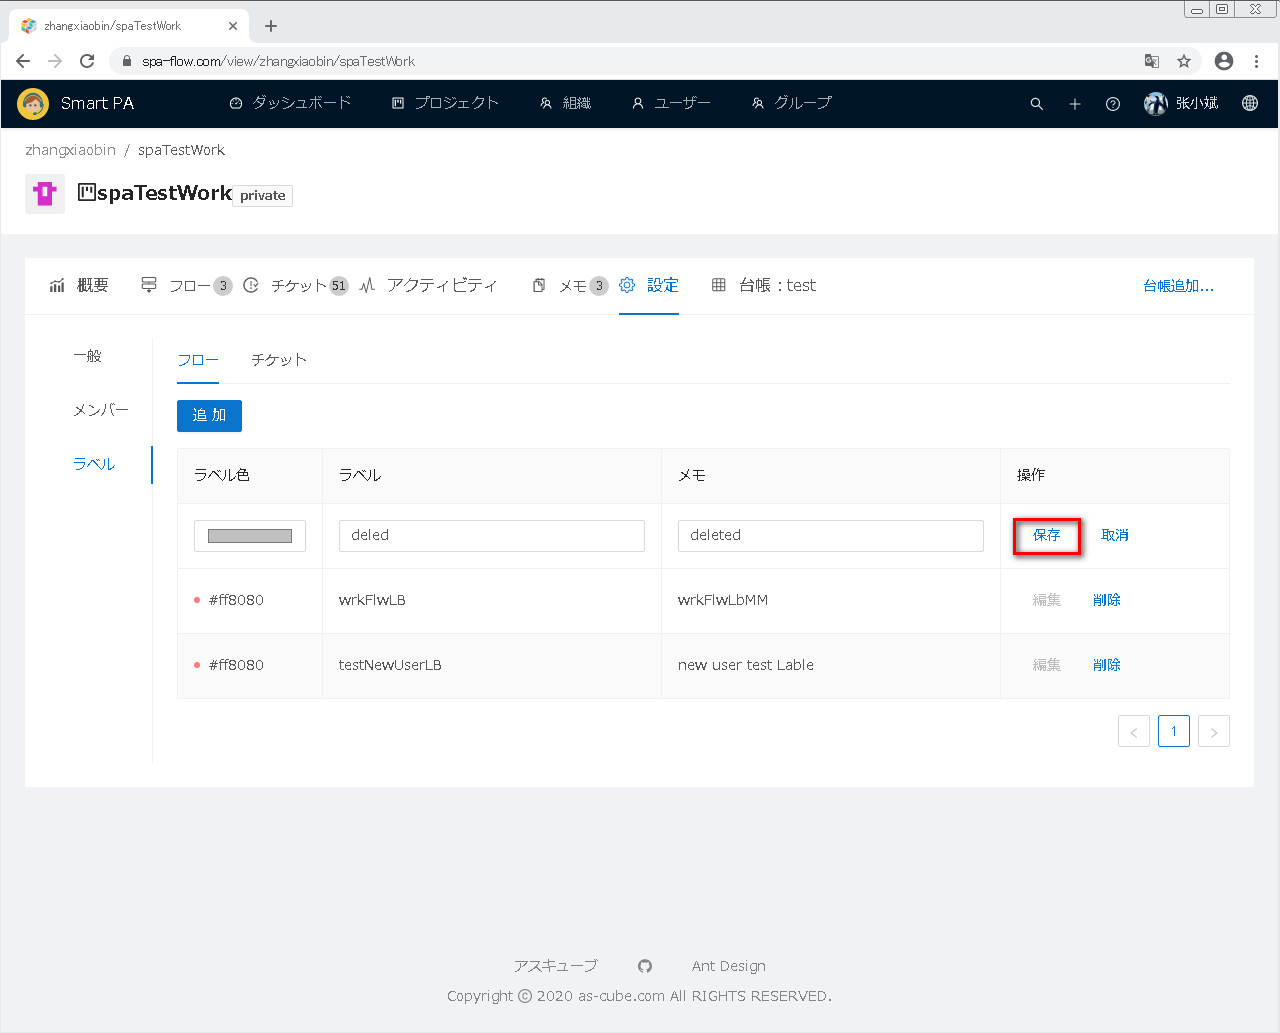 zhangxiaobin/spaTestWork
spa-flow.com/view/zhangxiaobin/spaTestWork
Smart PA ダッシュボード プロジェクト 組織 ユーザー グループ 张小斌
zhangxiaobin / spaTestWork
spaTestWork private
概要 フロー 3 チケット 51 アクティビティ メモ 3 設定 台帳：test 台帳追加...
一般
メンバー
ラベル
フロー チケット
追 加
ラベル色 ラベル メモ 操作
deled deleted 保存 取消
#ff8080 wrkFlwLB wrkFlwLbMM 編集 削除
#ff8080 testNewUserLB new user test Lable 編集 削除
< 1 >
アスキューブ Ant Design
Copyright © 2020 as-cube.com All RIGHTS RESERVED.